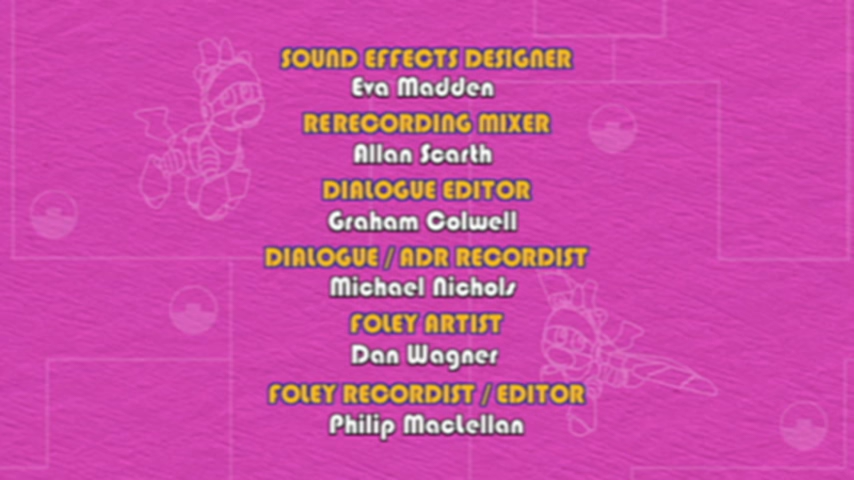 SOUND EFFECTS DESIGNER
Eva Madden
RERECORDING MIXER
Allan Scarth
DIALOGUE EDITOR
Graham Colwell
DIALOGUE / ADR RECORDIST
Michael Nichols
FOLEY ARTIST
Dan Wagner
FOLEY RECORDIST / EDITOR
Philip MacLellan